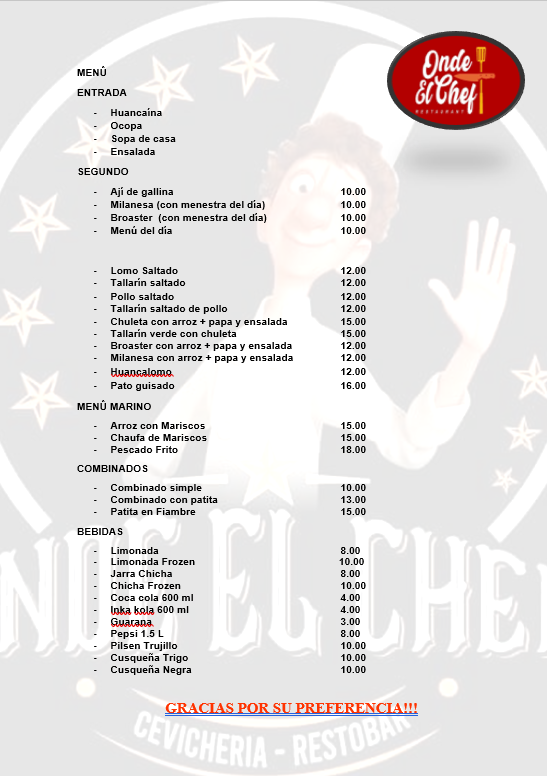 Onde
El Chef
RESTAURANT
MENÚ
ENTRADA
- Huancaína
- Ocopa
- Sopa de casa
- Ensalada
SEGUNDO
- Ají de gallina 10.00
- Milanesa (con menestra del día) 10.00
- Broaster (con menestra del día) 10.00
- Menú del día 10.00
- Lomo Saltado 12.00
- Tallarín saltado 12.00
- Pollo saltado 12.00
- Tallarín saltado de pollo 12.00
- Chuleta con arroz + papa y ensalada 15.00
- Tallarín verde con chuleta 15.00
- Broaster con arroz + papa y ensalada 12.00
- Milanesa con arroz + papa y ensalada 12.00
- Huancalomo 12.00
- Pato guisado 16.00
MENÚ MARINO
- Arroz con Mariscos 15.00
- Chaufa de Mariscos 15.00
- Pescado Frito 18.00
COMBINADOS
- Combinado simple 10.00
- Combinado con patita 13.00
- Patita en Fiambre 15.00
BEBIDAS
- Limonada 8.00
- Limonada Frozen 10.00
- Jarra Chicha 8.00
- Chicha Frozen 10.00
- Coca cola 600 ml 4.00
- Inka kola 600 ml 4.00
- Guarana 3.00
- Pepsi 1.5 L 8.00
- Pilsen Trujillo 10.00
- Cusqueña Trigo 10.00
- Cusqueña Negra 10.00
GRACIAS POR SU PREFERENCIA!!!
NDE EL CHE
CEVICHERIA - RESTOBAR